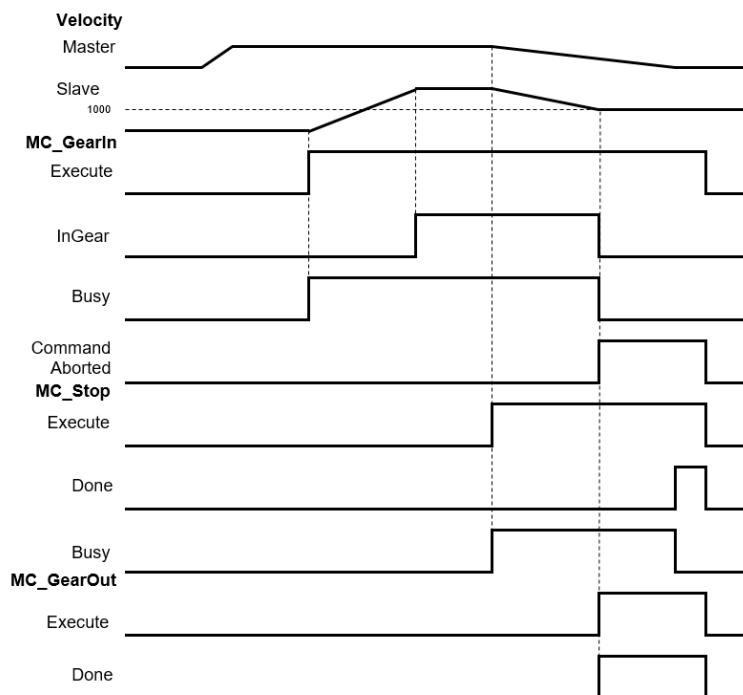 Velocity
Master
Slave
1000
MC_GearIn
Execute
InGear
Busy
Command
Aborted
MC_Stop
Execute
Done
Busy
MC_GearOut
Execute
Done